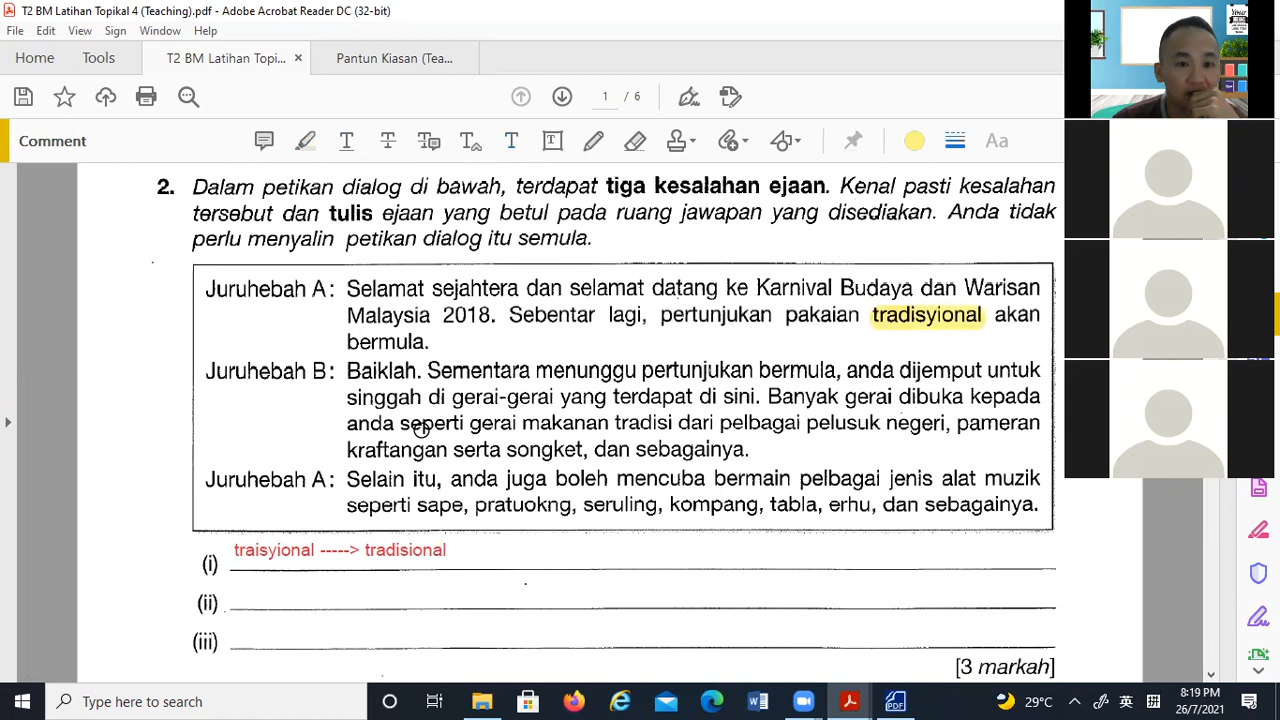 T2 BM Latihan Topikal 4 (Teaching).pdf - Adobe Acrobat Reader DC (32-bit)
File Edit View Sign Window Help
Home Tools T2 BM Latihan Topi... × Pantun Kiasan (Tea...
1 / 6
Comment
Aa
2. Dalam petikan dialog di bawah, terdapat tiga kesalahan ejaan. Kenal pasti kesalahan
tersebut dan tulis ejaan yang betul pada ruang jawapan yang disediakan. Anda tidak
perlu menyalin petikan dialog itu semula.
Juruhebah A: Selamat sejahtera dan selamat datang ke Karnival Budaya dan Warisan
Malaysia 2018. Sebentar lagi, pertunjukan pakaian tradisyional akan
bermula.
Juruhebah B: Baiklah. Sementara menunggu pertunjukan bermula, anda dijemput untuk
singgah di gerai-gerai yang terdapat di sini. Banyak gerai dibuka kepada
anda seperti gerai makanan tradisi dari pelbagai pelusuk negeri, pameran
kraftangan serta songket, dan sebagainya.
Juruhebah A: Selain itu, anda juga boleh mencuba bermain pelbagai jenis alat muzik
seperti sape, pratuokng, seruling, kompang, tabla, erhu, dan sebagainya.
traisyional -----> tradisional
(i)
(ii)
(iii)
[3 markah]
Type here to search
29°C
英
拼
8:19 PM
26/7/2021